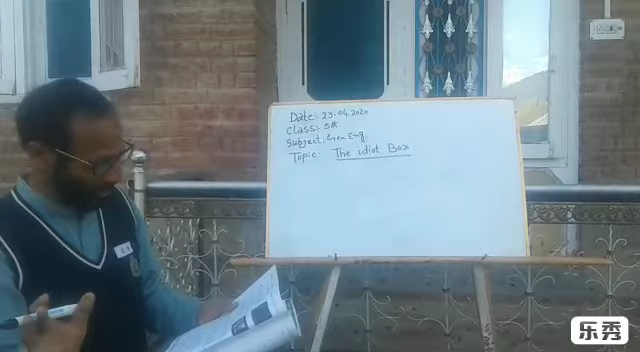 Date: 23.04.2020
Class: 5th
Subject: Gen Eng
Topic: The idiot Box
乐秀